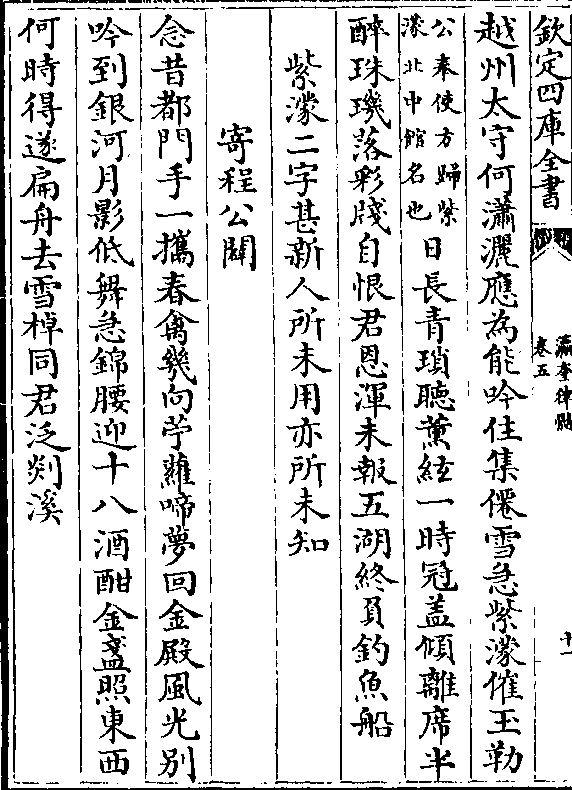 欽定四庫全書
瀛奎律髓
卷五
十一
越州太守何瀟灑應為能吟住集僊雪急紫濛催玉勒
公奉使方歸紫
濛北中館名也
日長青瑣聽薰絃一時冠盖傾離席半
醉珠璣落彩牋自恨君恩渾未報五湖終負釣魚船
紫濛二字甚新人所未用亦所未知
寄程公闢
念昔都門手一攜春禽幾向苧蘿啼夢回金殿風光别
吟到銀河月影低舞急錦腰迎十八酒酣金盞照東西
何時得遂扁舟去雪棹同君泛剡溪